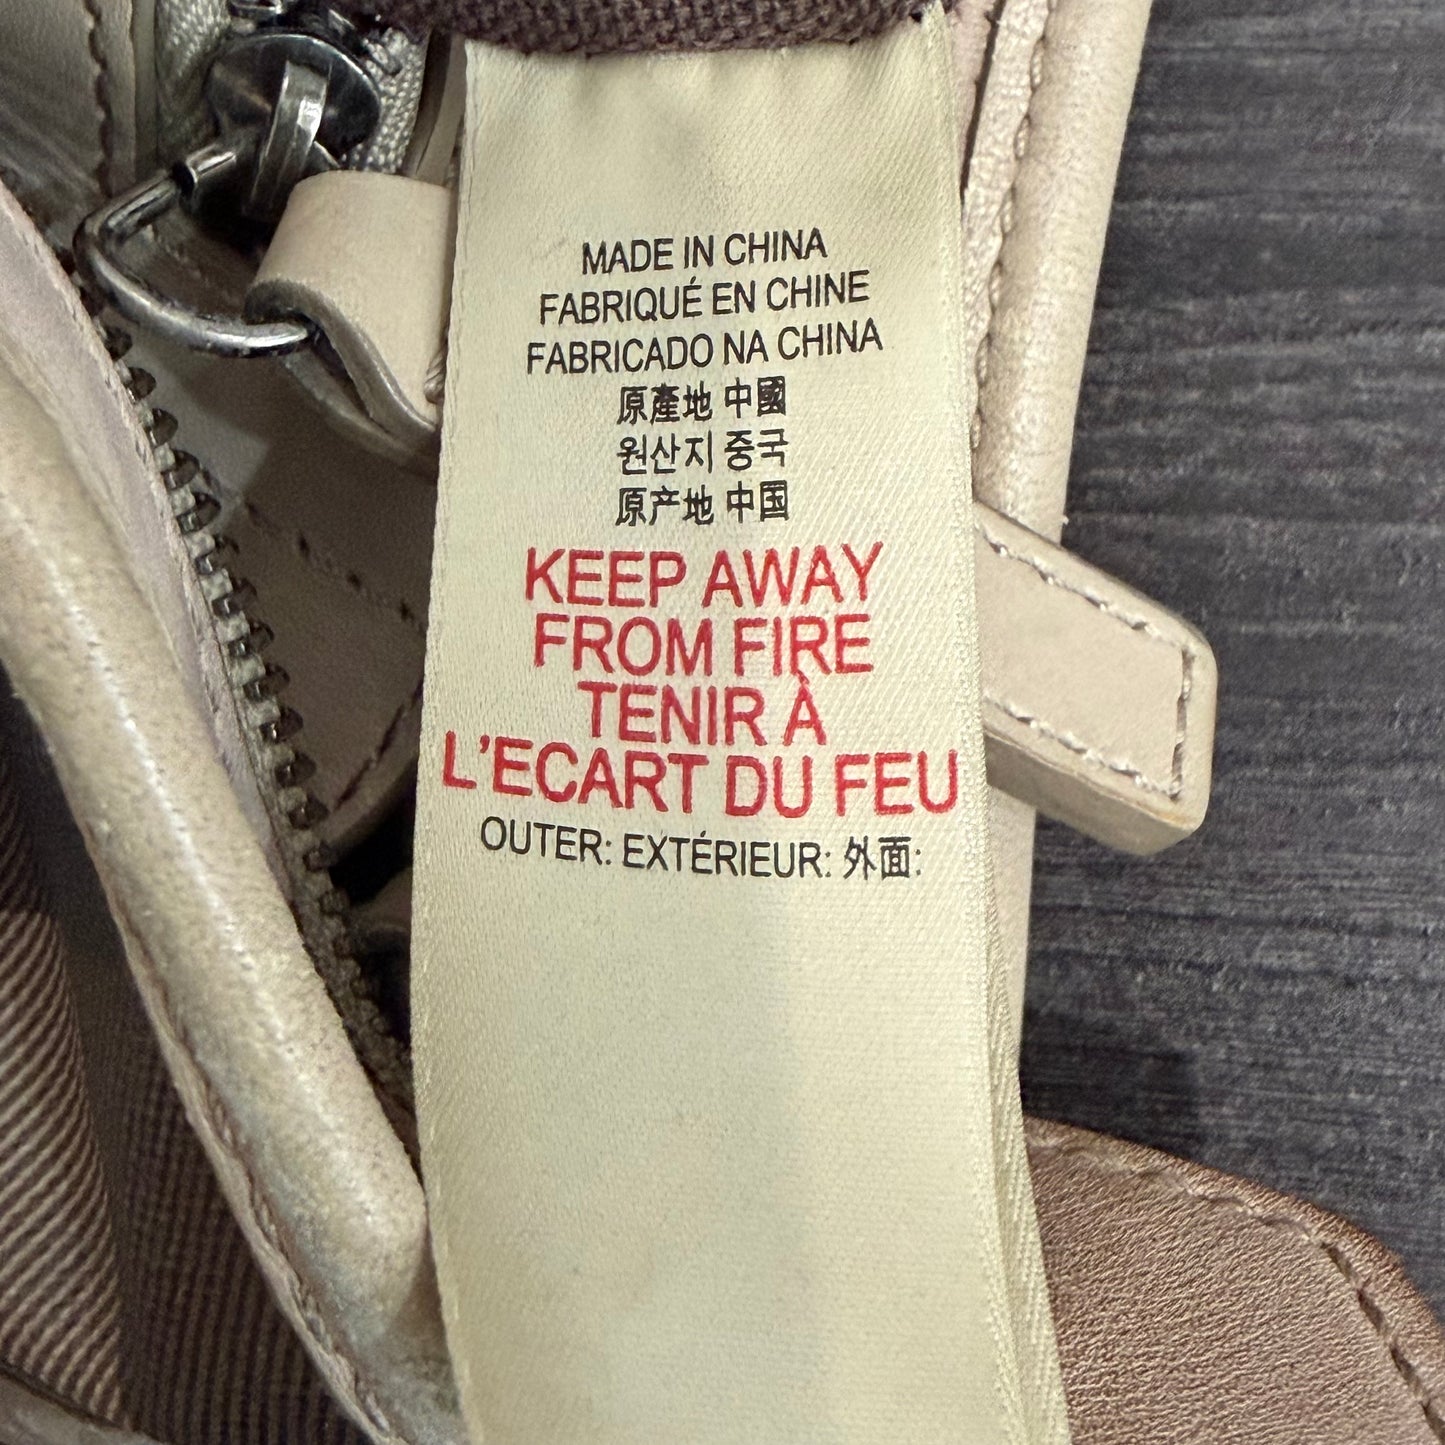 MADE IN CHINA
FABRIQUÉ EN CHINE
FABRICADO NA CHINA
原產地 中國
원산지 중국
原产地 中国
KEEP AWAY
FROM FIRE
TENIR À
L'ECART DU FEU
OUTER: EXTÉRIEUR: 外面: